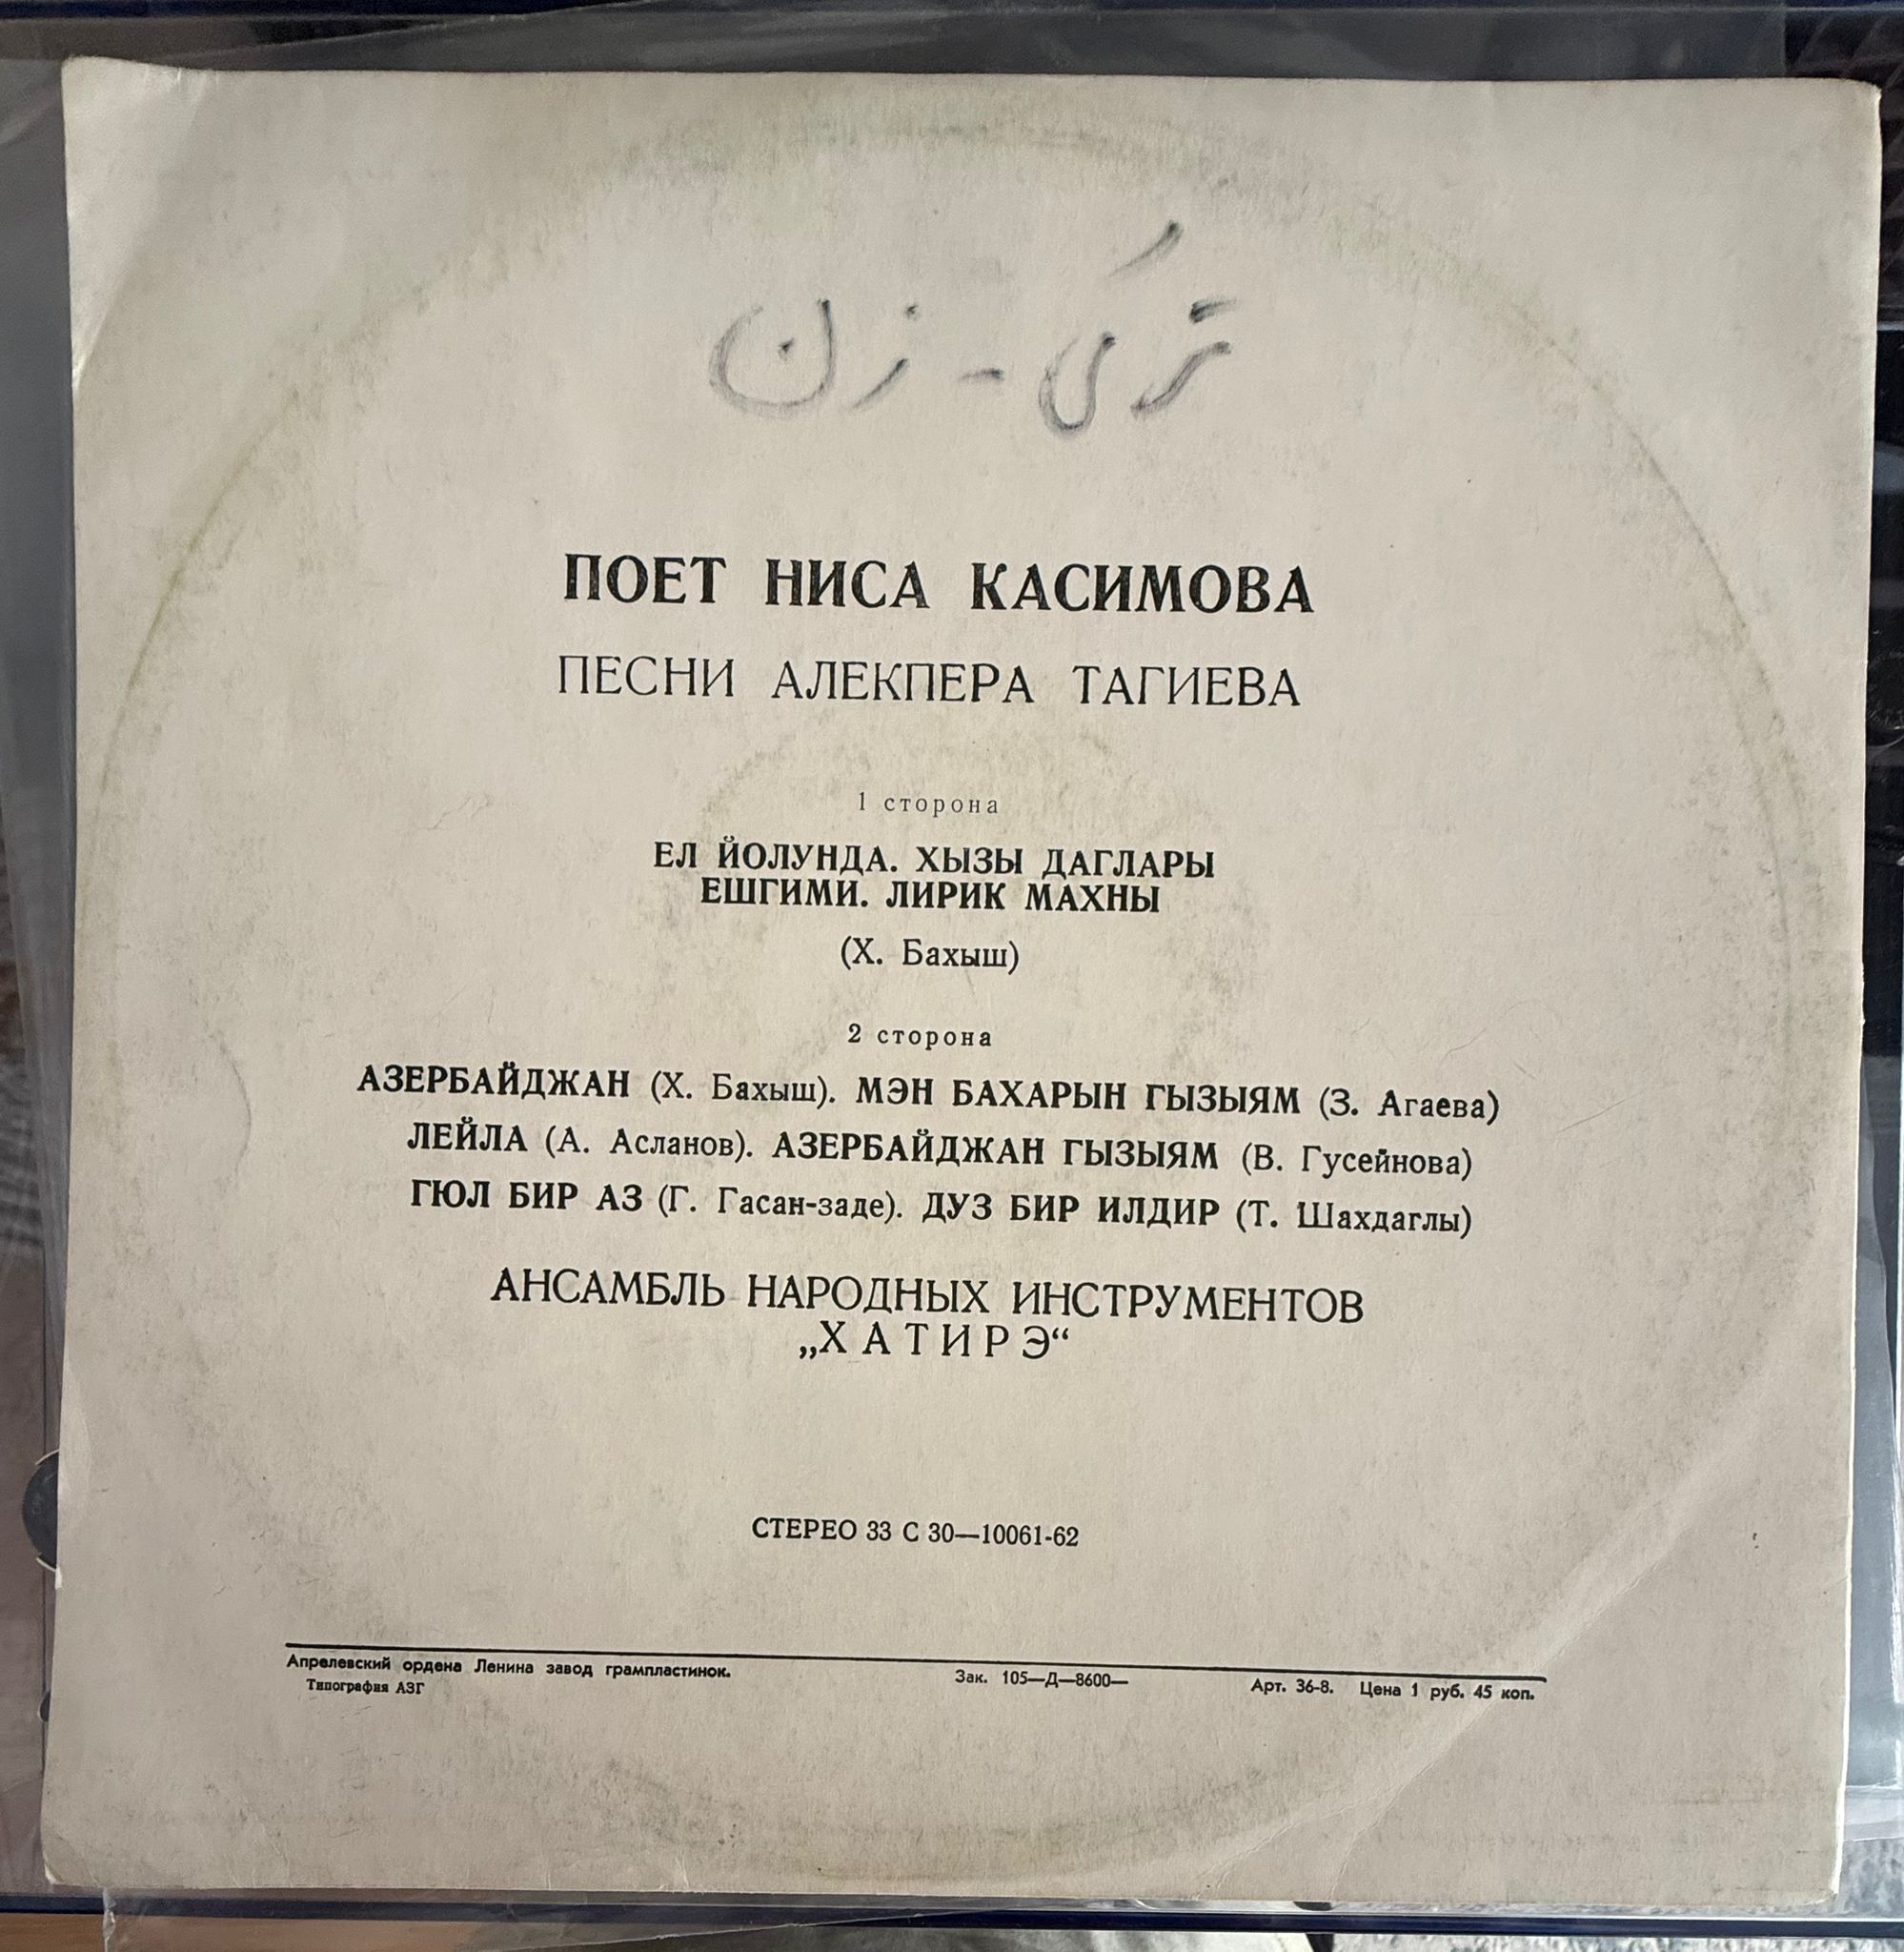 ترکی - زن
ПОЕТ НИСА КАСИМОВА
ПЕСНИ АЛЕКПЕРА ТАГИЕВА
1 сторона
ЕЛ ЙОЛУНДА. ХЫЗЫ ДАГЛАРЫ
ЕШГИМИ. ЛИРИК МАХНЫ
(Х. Бахыш)
2 сторона
АЗЕРБАЙДЖАН (Х. Бахыш). МЭН БАХАРЫН ГЫЗЫЯМ (З. Агаева)
ЛЕЙЛА (А. Асланов). АЗЕРБАЙДЖАН ГЫЗЫЯМ (В. Гусейнова)
ГЮЛ БИР АЗ (Г. Гасан-заде). ДУЗ БИР ИЛДИР (Т. Шахдаглы)
АНСАМБЛЬ НАРОДНЫХ ИНСТРУМЕНТОВ
„ХАТИРЭ“
СТЕРЕО 33 С 30—10061-62
Апрелевский ордена Ленина завод грампластинок. Зак. 105—Д—8600— Арт. 36-8. Цена 1 руб. 45 коп.
Типография АЗГ